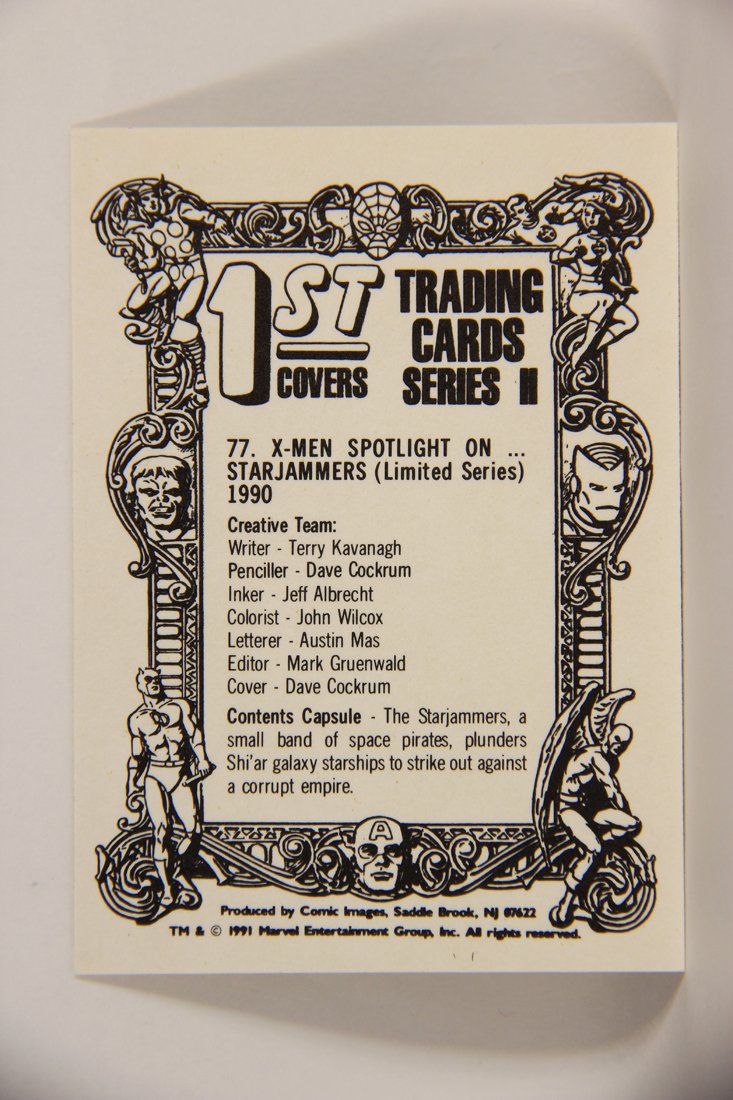 1ST COVERS
TRADING CARDS SERIES II
77. X-MEN SPOTLIGHT ON ...
STARJAMMERS (Limited Series)
1990
Creative Team:
Writer - Terry Kavanagh
Penciller - Dave Cockrum
Inker - Jeff Albrecht
Colorist - John Wilcox
Letterer - Austin Mas
Editor - Mark Gruenwald
Cover - Dave Cockrum
Contents Capsule - The Starjammers, a
small band of space pirates, plunders
Shi'ar galaxy starships to strike out against
a corrupt empire.
A
Produced by Comic Images, Saddle Brook, NJ 07622
TM & © 1991 Marvel Entertainment Group, Inc. All rights reserved.